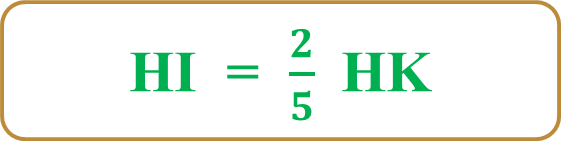 HI = 2/5 HK